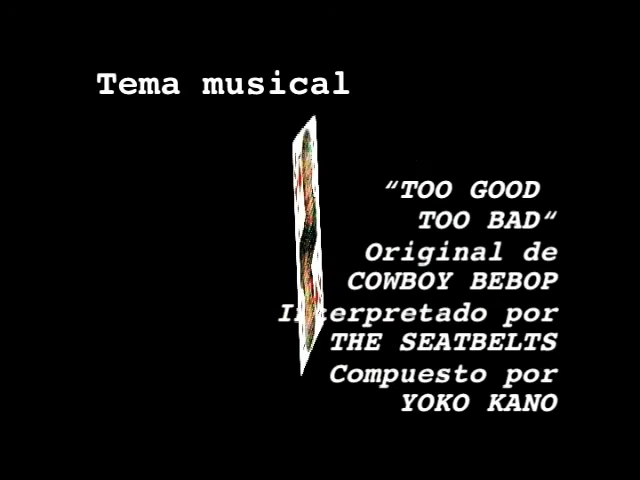 Tema musical
“TOO GOOD
TOO BAD“
Original de
COWBOY BEBOP
Interpretado por
THE SEATBELTS
Compuesto por
YOKO KANO